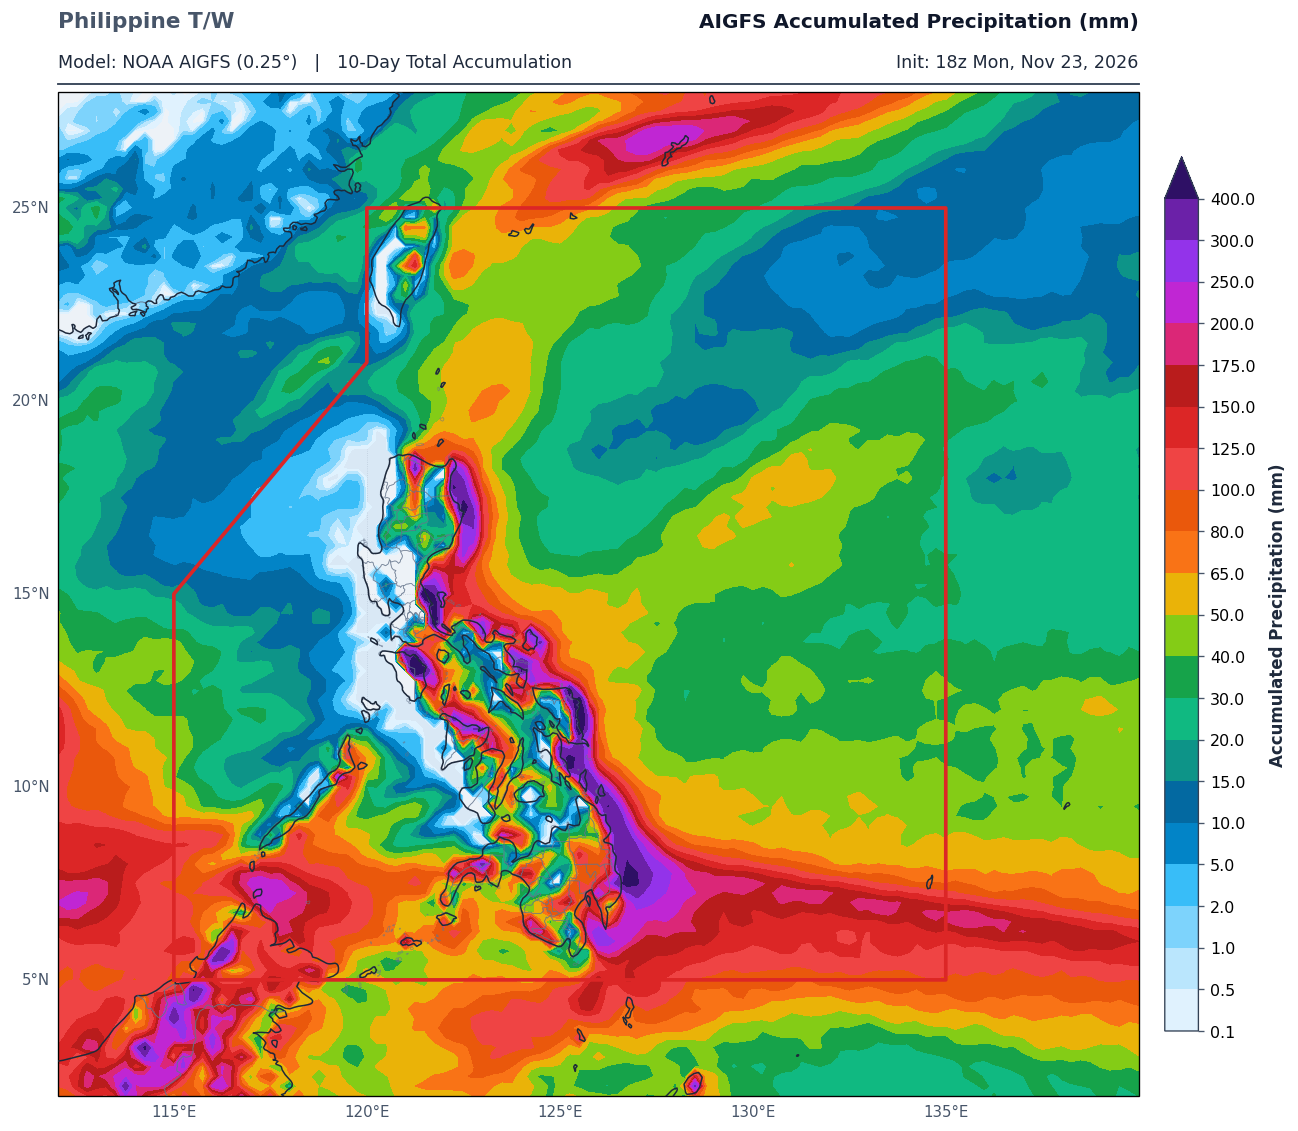 Philippine T/W
AIGFS Accumulated Precipitation (mm)
Model: NOAA AIGFS (0.25°) | 10-Day Total Accumulation
Init: 18z Mon, Nov 23, 2026
25°N
20°N
15°N
10°N
5°N
115°E
120°E
125°E
130°E
135°E
400.0
300.0
250.0
200.0
175.0
150.0
125.0
100.0
80.0
65.0
50.0
40.0
30.0
20.0
15.0
10.0
5.0
2.0
1.0
0.5
0.1
Accumulated Precipitation (mm)